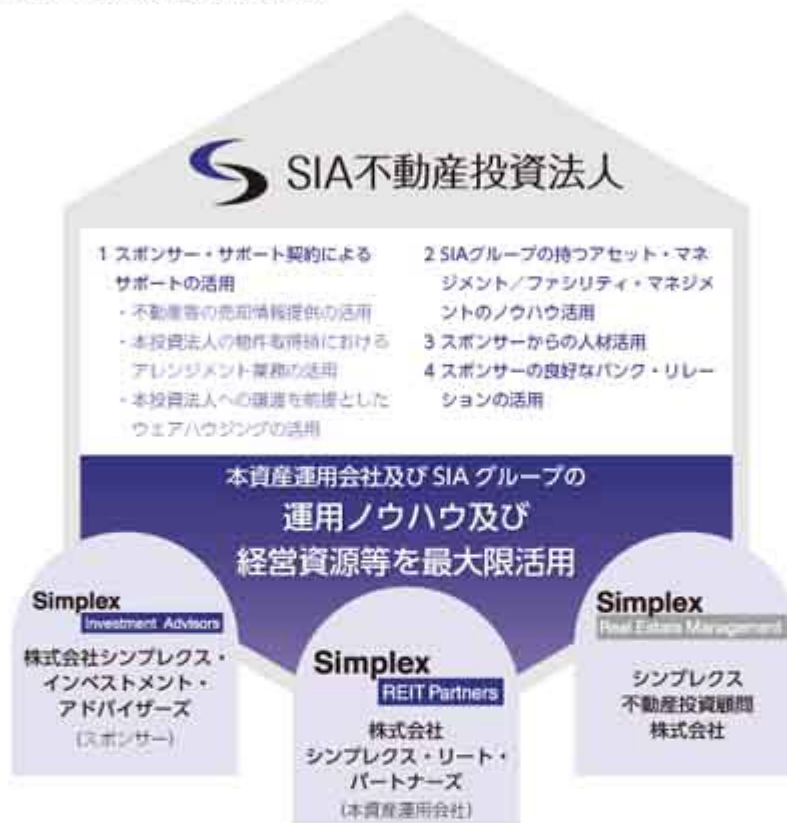 SIA不動産投資法人
1 スポンサー・サポート契約による
サポートの活用
・不動産等の売却情報提供の活用
・本投資法人の物件取得時における
アレンジメント業務の活用
・本投資法人への譲渡を前提とした
ウェアハウジングの活用
2 SIAグループの持つアセット・マネ
ジメント／ファシリティ・マネジメ
ントのノウハウ活用
3 スポンサーからの人材活用
4 スポンサーの良好なバンク・リレー
ションの活用
本資産運用会社及び SIA グループの
運用ノウハウ及び
経営資源等を最大限活用
Simplex
Investment Advisors
株式会社シンプレクス・
インベストメント・
アドバイザーズ
(スポンサー)
Simplex
REIT Partners
株式会社
シンプレクス・リート・
パートナーズ
(本資産運用会社)
Simplex
Real Estate Management
シンプレクス
不動産投資顧問
株式会社